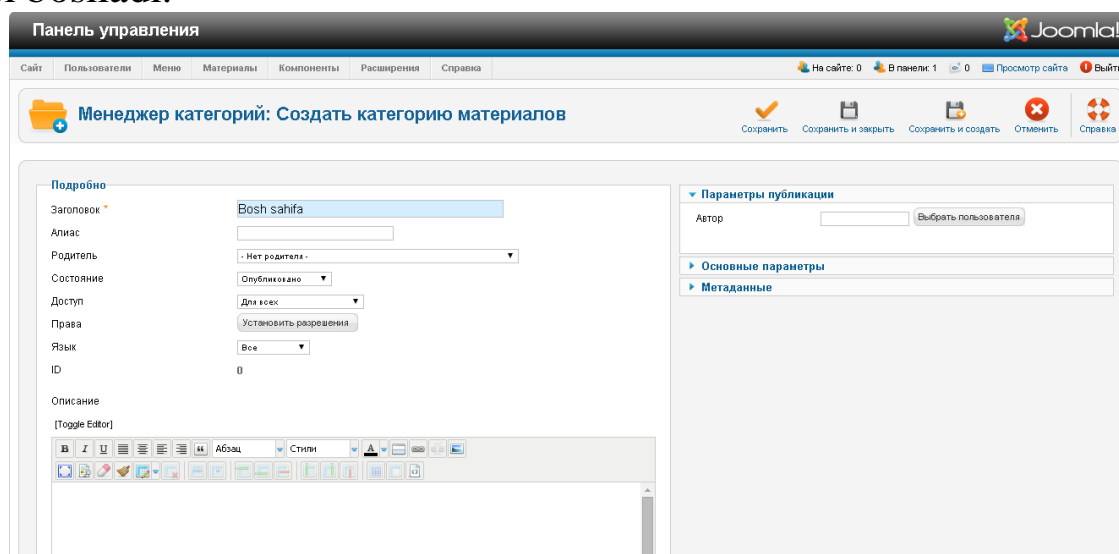 Панель управления Joomla!
Сайт Пользователи Меню Материалы Компоненты Расширения Справка На сайте: 0 В панели: 1 0 Просмотр сайта Выйти
Менеджер категорий: Создать категорию материалов
Сохранить Сохранить и закрыть Сохранить и создать Отменить Справка
Подробно
Заголовок * Bosh sahifa
Алиас
Родитель - Нет родителя -
Состояние Опубликовано
Доступ Для всех
Права Установить разрешения
Язык Все
ID 0
Описание
[Toggle Editor]
B I U Абзац Стили A
Параметры публикации
Автор Выбрать пользователя
Основные параметры
Метаданные